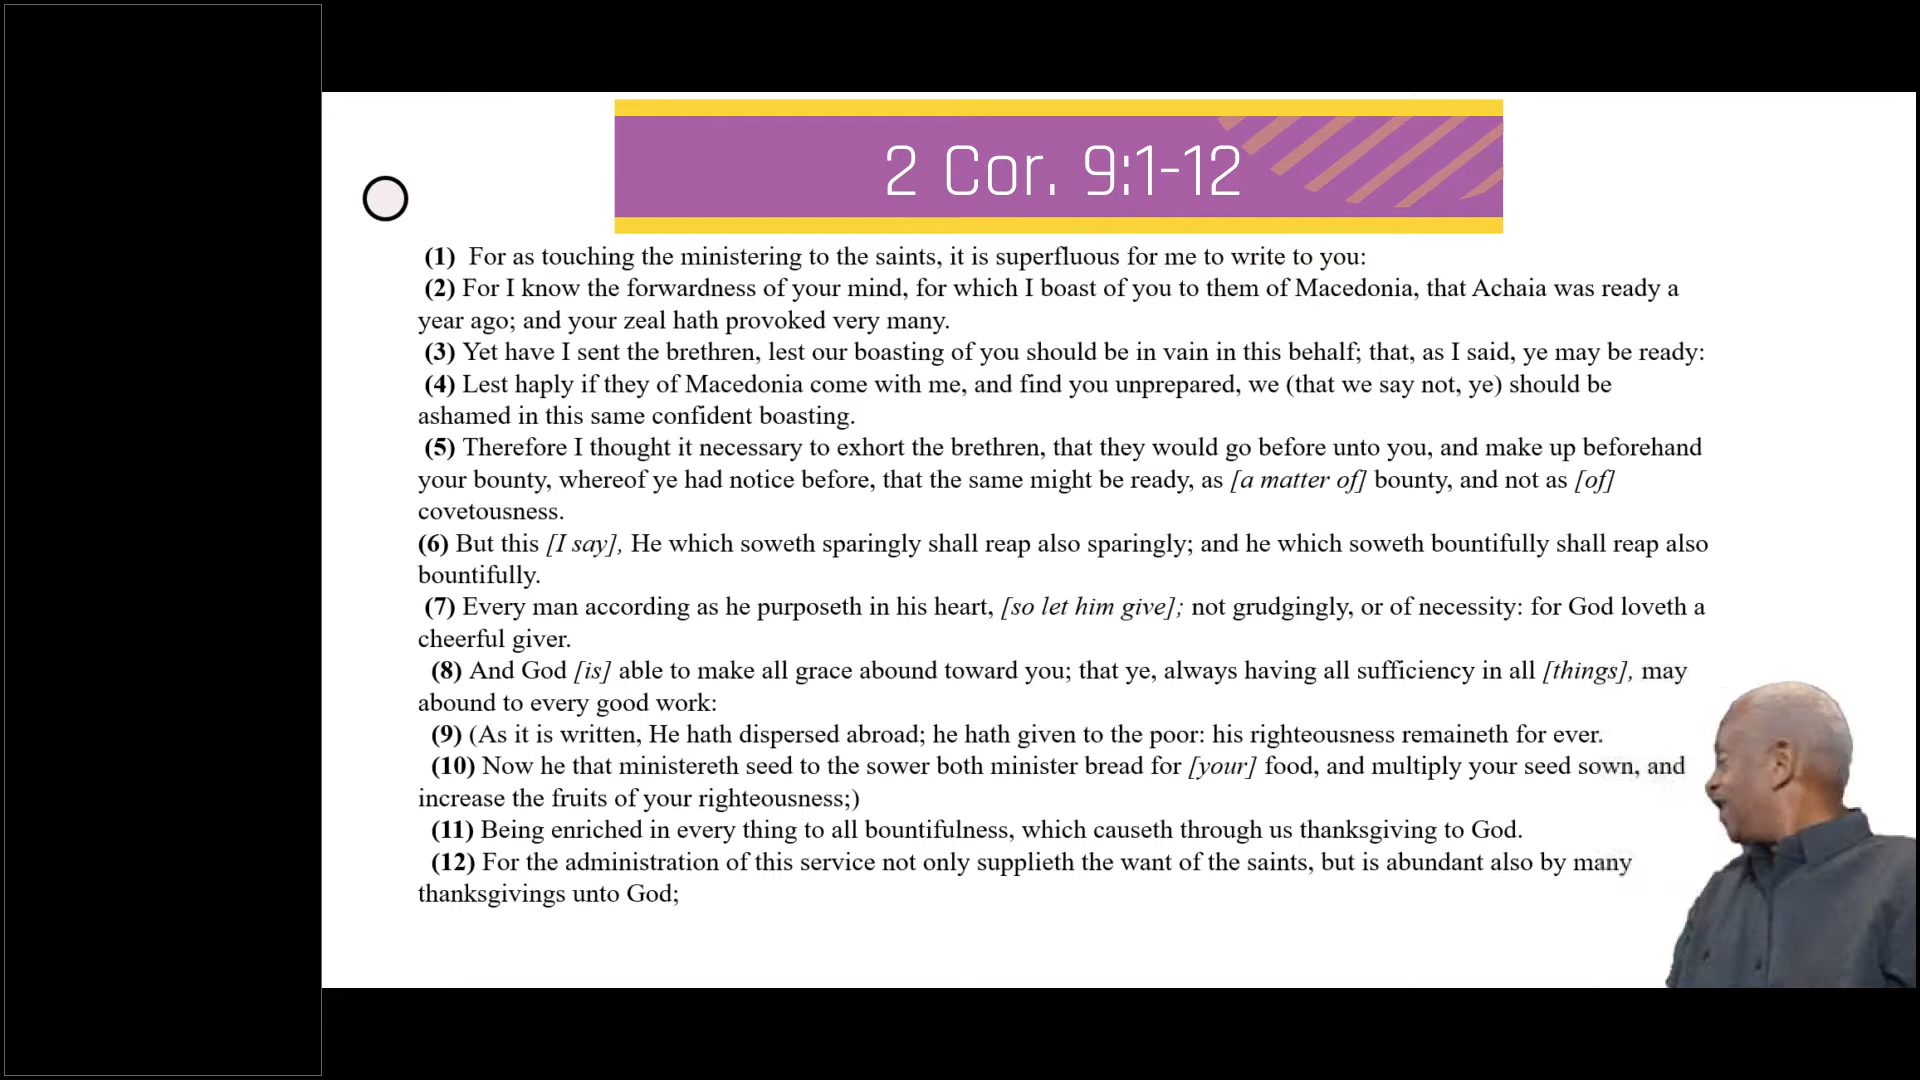 2 Cor. 9:1-12
(1) For as touching the ministering to the saints, it is superfluous for me to write to you:
(2) For I know the forwardness of your mind, for which I boast of you to them of Macedonia, that Achaia was ready a
year ago; and your zeal hath provoked very many.
(3) Yet have I sent the brethren, lest our boasting of you should be in vain in this behalf; that, as I said, ye may be ready:
(4) Lest haply if they of Macedonia come with me, and find you unprepared, we (that we say not, ye) should be
ashamed in this same confident boasting.
(5) Therefore I thought it necessary to exhort the brethren, that they would go before unto you, and make up beforehand
your bounty, whereof ye had notice before, that the same might be ready, as [a matter of] bounty, and not as [of]
covetousness.
(6) But this [I say], He which soweth sparingly shall reap also sparingly; and he which soweth bountifully shall reap also
bountifully.
(7) Every man according as he purposeth in his heart, [so let him give]; not grudgingly, or of necessity: for God loveth a
cheerful giver.
(8) And God [is] able to make all grace abound toward you; that ye, always having all sufficiency in all [things], may
abound to every good work:
(9) (As it is written, He hath dispersed abroad; he hath given to the poor: his righteousness remaineth for ever.
(10) Now he that ministereth seed to the sower both minister bread for [your] food, and multiply your seed sown, and
increase the fruits of your righteousness;)
(11) Being enriched in every thing to all bountifulness, which causeth through us thanksgiving to God.
(12) For the administration of this service not only supplieth the want of the saints, but is abundant also by many
thanksgivings unto God;